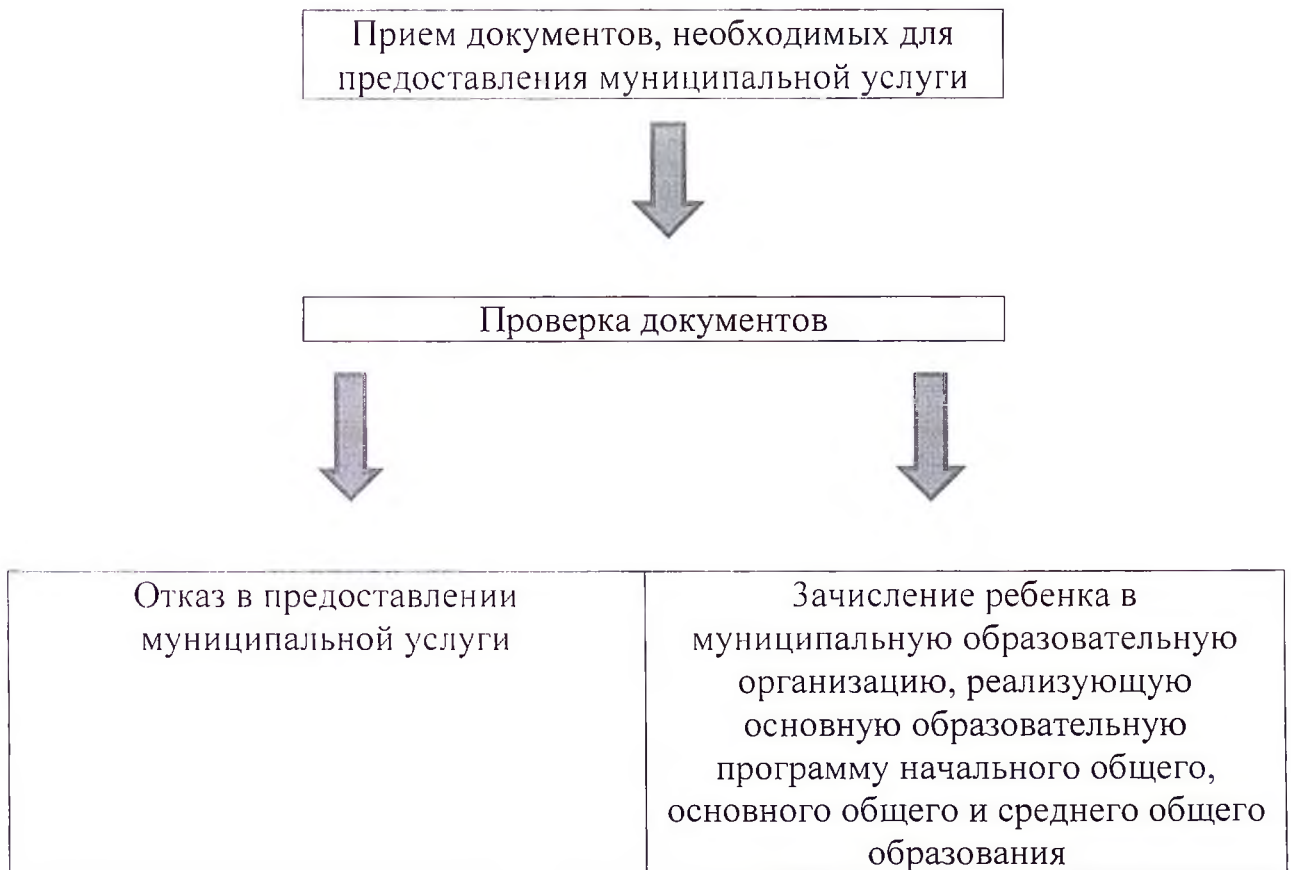 Прием документов, необходимых для
предоставления муниципальной услуги
Проверка документов
Отказ в предоставлении
муниципальной услуги
Зачисление ребенка в
муниципальную образовательную
организацию, реализующую
основную образовательную
программу начального общего,
основного общего и среднего общего
образования